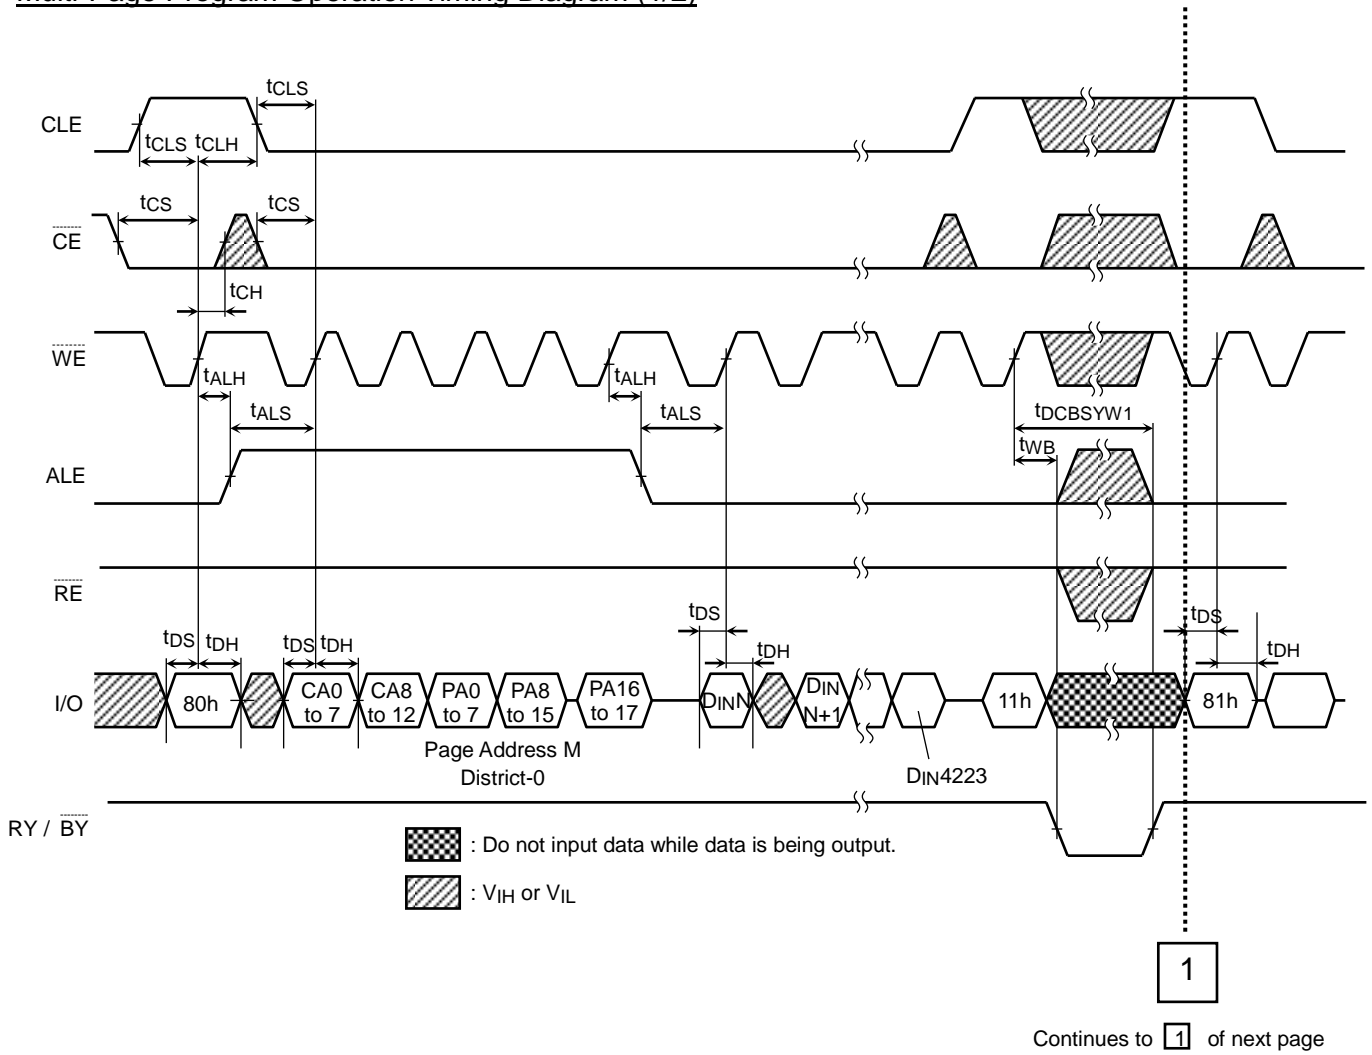 Multi-Page Program Operation Timing Diagram (1/2)
tCLS
CLE
tCLS tCLH
tCS tCS
CE
tCH
WE
tALH tALH
tALS tALS tDCBSYW1
tWB
ALE
RE
tDS tDH tDS tDH tDS tDH tDS tDH
I/O 80h CA0 to 7 CA8 to 12 PA0 to 7 PA8 to 15 PA16 to 17 DINN DIN N+1 11h 81h
Page Address M
District-0
DIN4223
RY / BY
: Do not input data while data is being output.
: VIH or VIL
1
Continues to 1 of next page